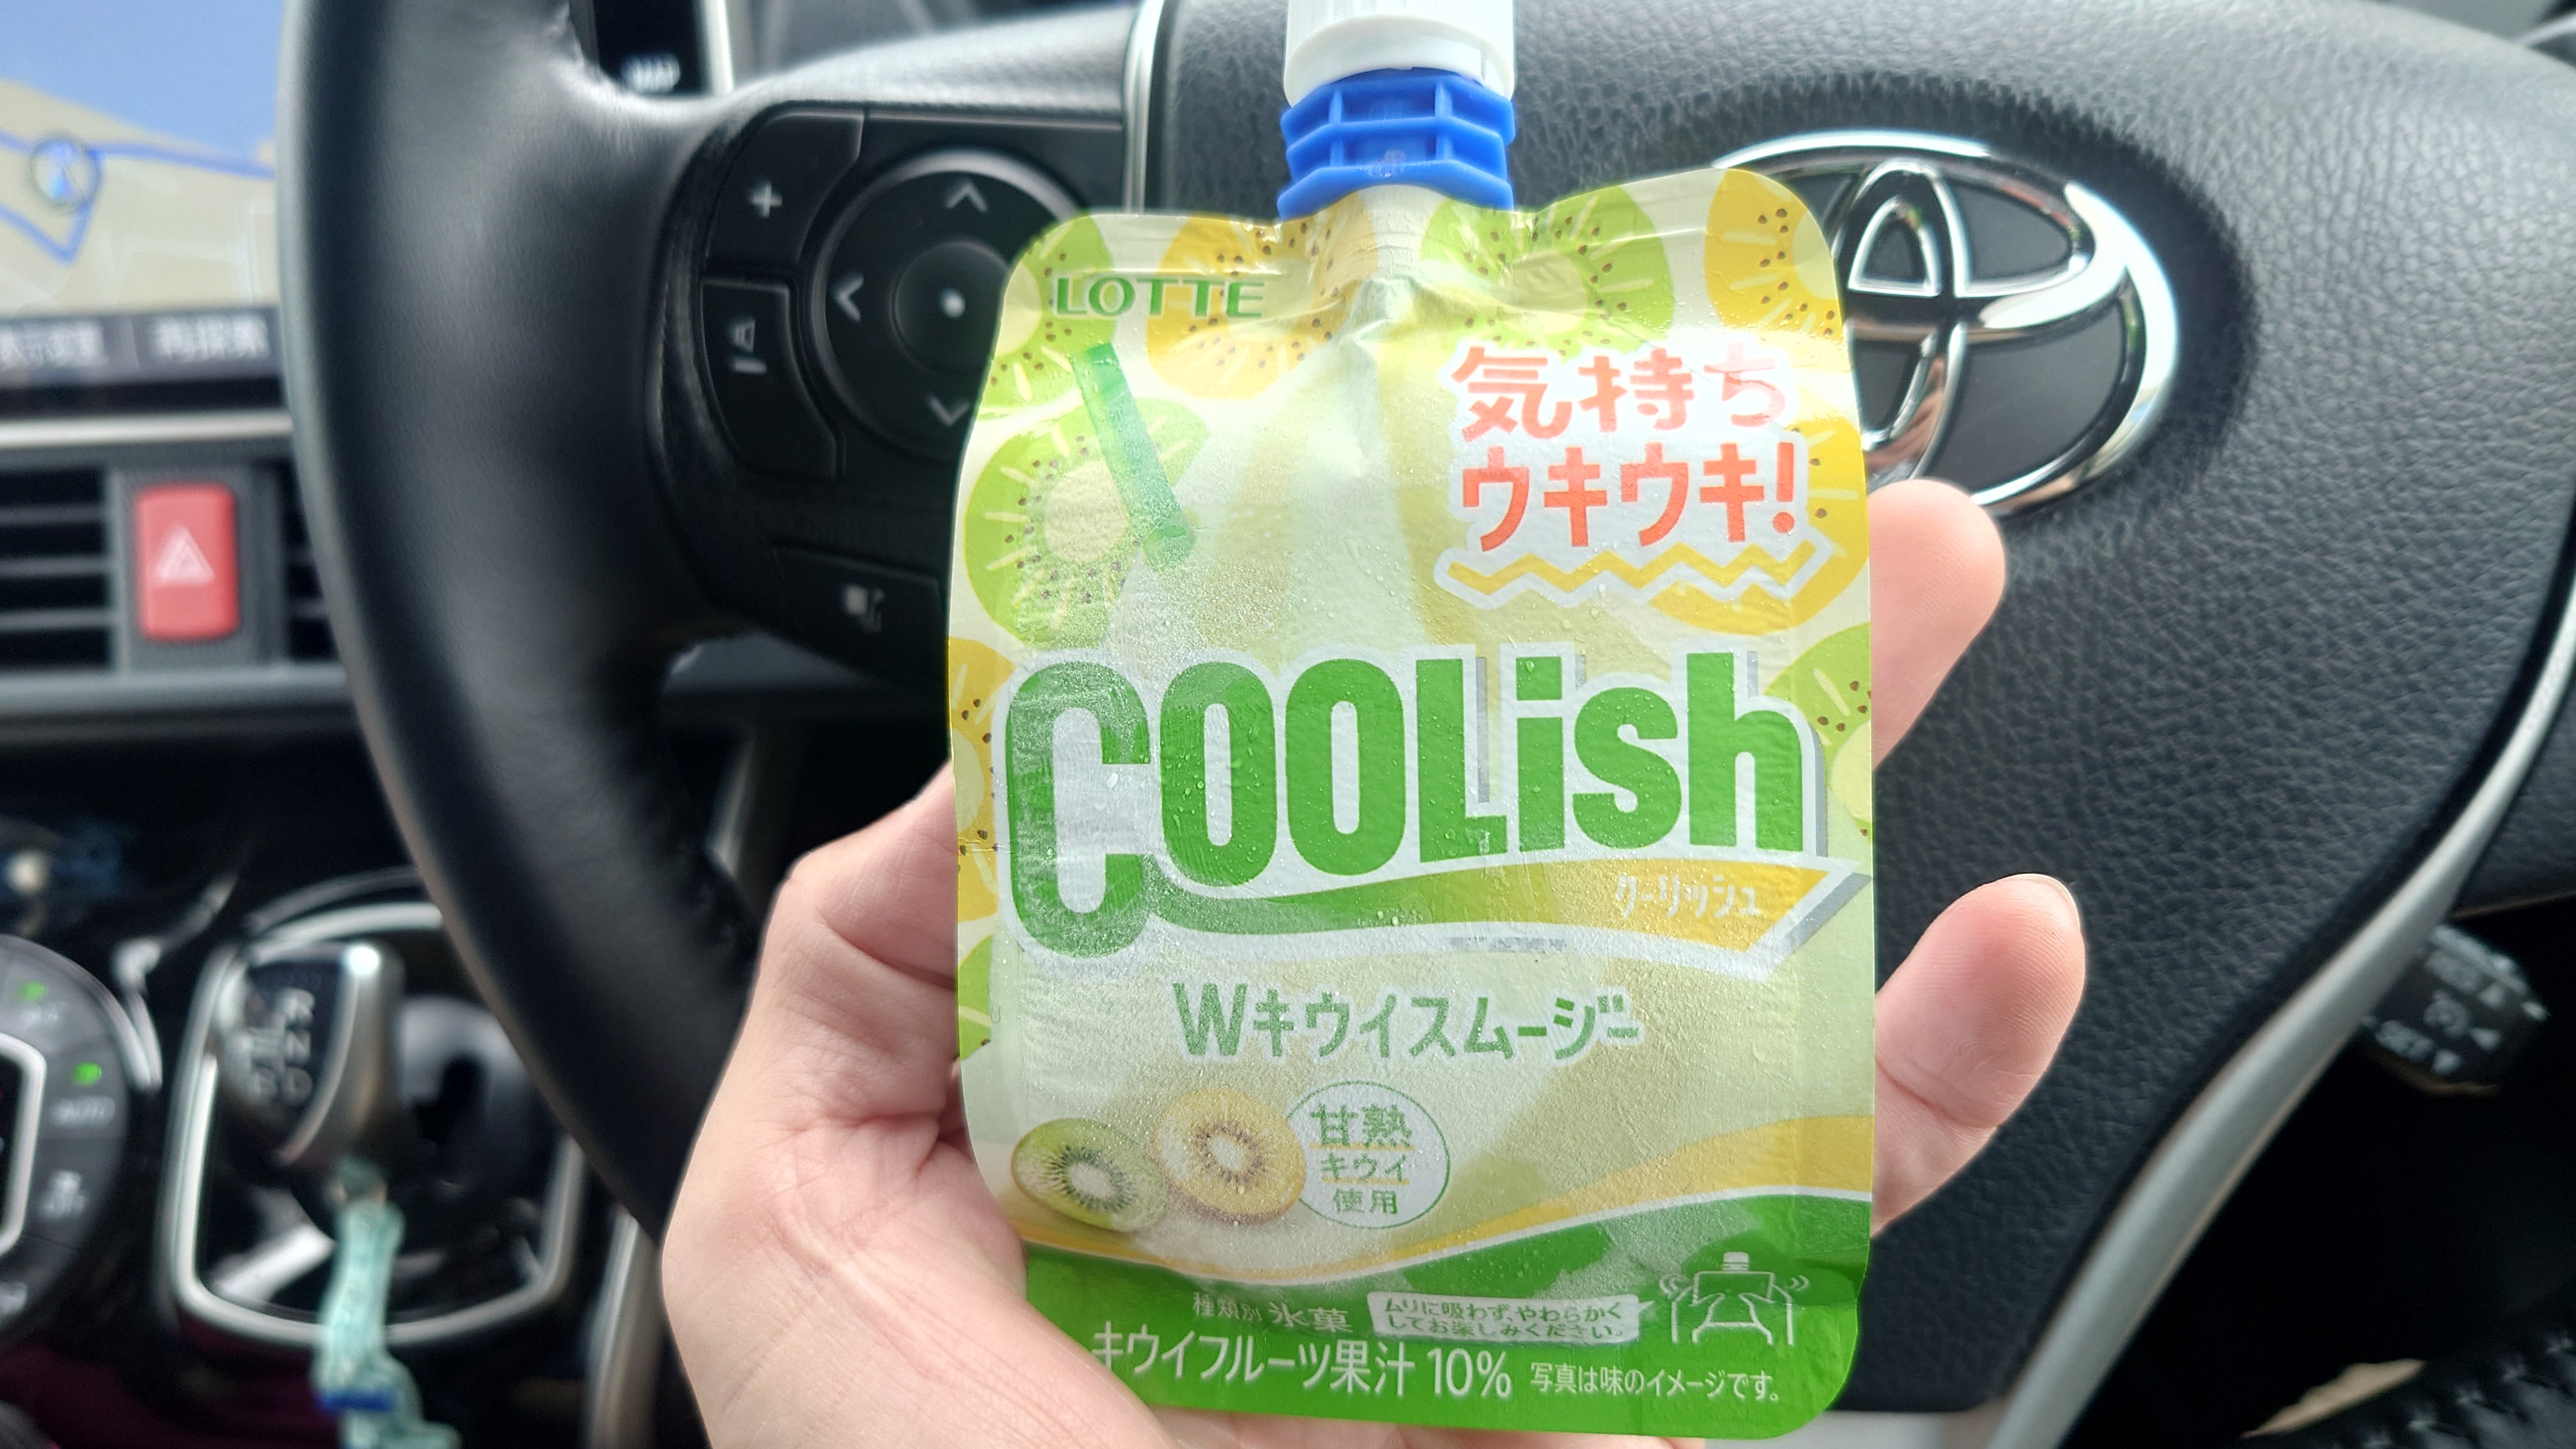 MAP
LOTTE
気持ち
ウキウキ!
COOLish
クーリッシュ
Wキウイスムージー
甘熟
キウイ
使用
種類別 氷菓
ムリに吸わず、やわらかく
してお楽しみください。
キウイフルーツ果汁 10%
写真は味のイメージです。
R
N
D
AUTO